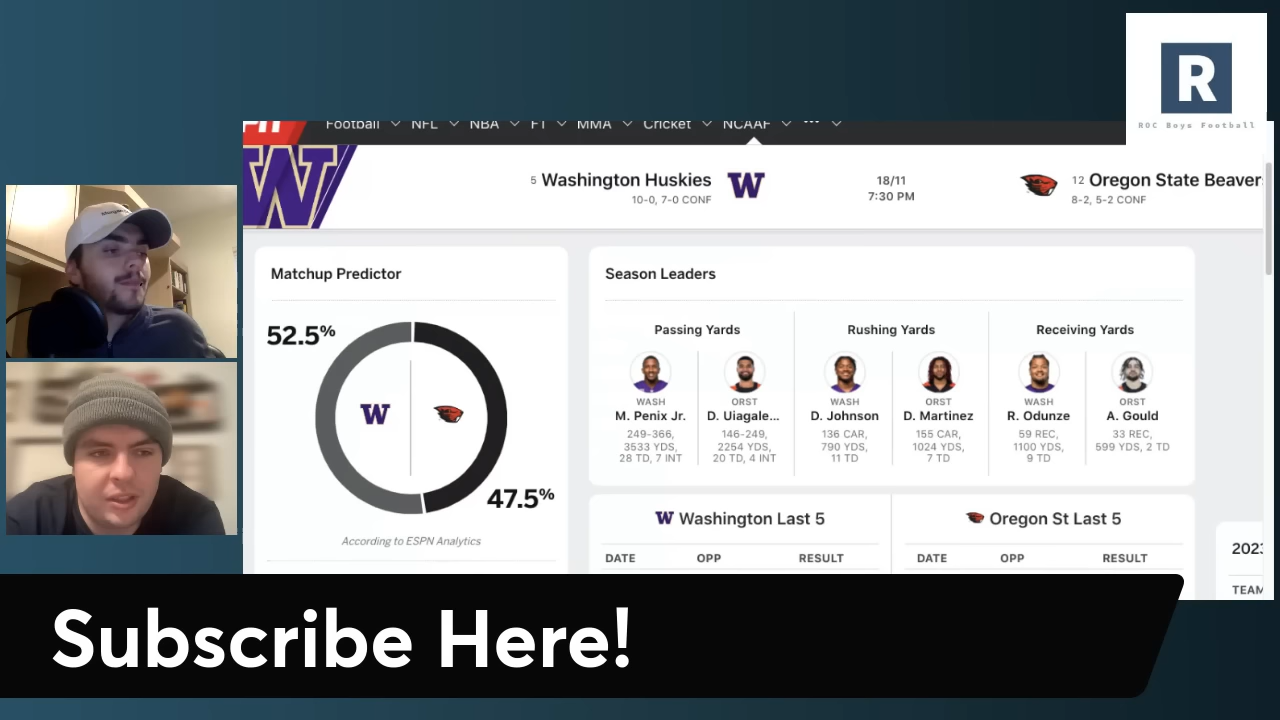 R
ROC Boys Football
Football NFL NBA F1 MMA Cricket NCAAF ...
W
5 Washington Huskies W
10-0, 7-0 CONF
18/11
7:30 PM
12 Oregon State Beaver
8-2, 5-2 CONF
Matchup Predictor
52.5%
W
47.5%
According to ESPN Analytics
Season Leaders
Passing Yards Rushing Yards Receiving Yards
WASH ORST WASH ORST WASH ORST
M. Penix Jr. D. Uiagale... D. Johnson D. Martinez R. Odunze A. Gould
249-366, 146-249, 136 CAR, 155 CAR, 59 REC, 33 REC,
3533 YDS, 2254 YDS, 790 YDS, 1024 YDS, 1100 YDS, 599 YDS, 2 TD
28 TD, 7 INT 20 TD, 4 INT 11 TD 7 TD 9 TD
W Washington Last 5 Oregon St Last 5
DATE OPP RESULT DATE OPP RESULT
2023
TEAM
Subscribe Here!